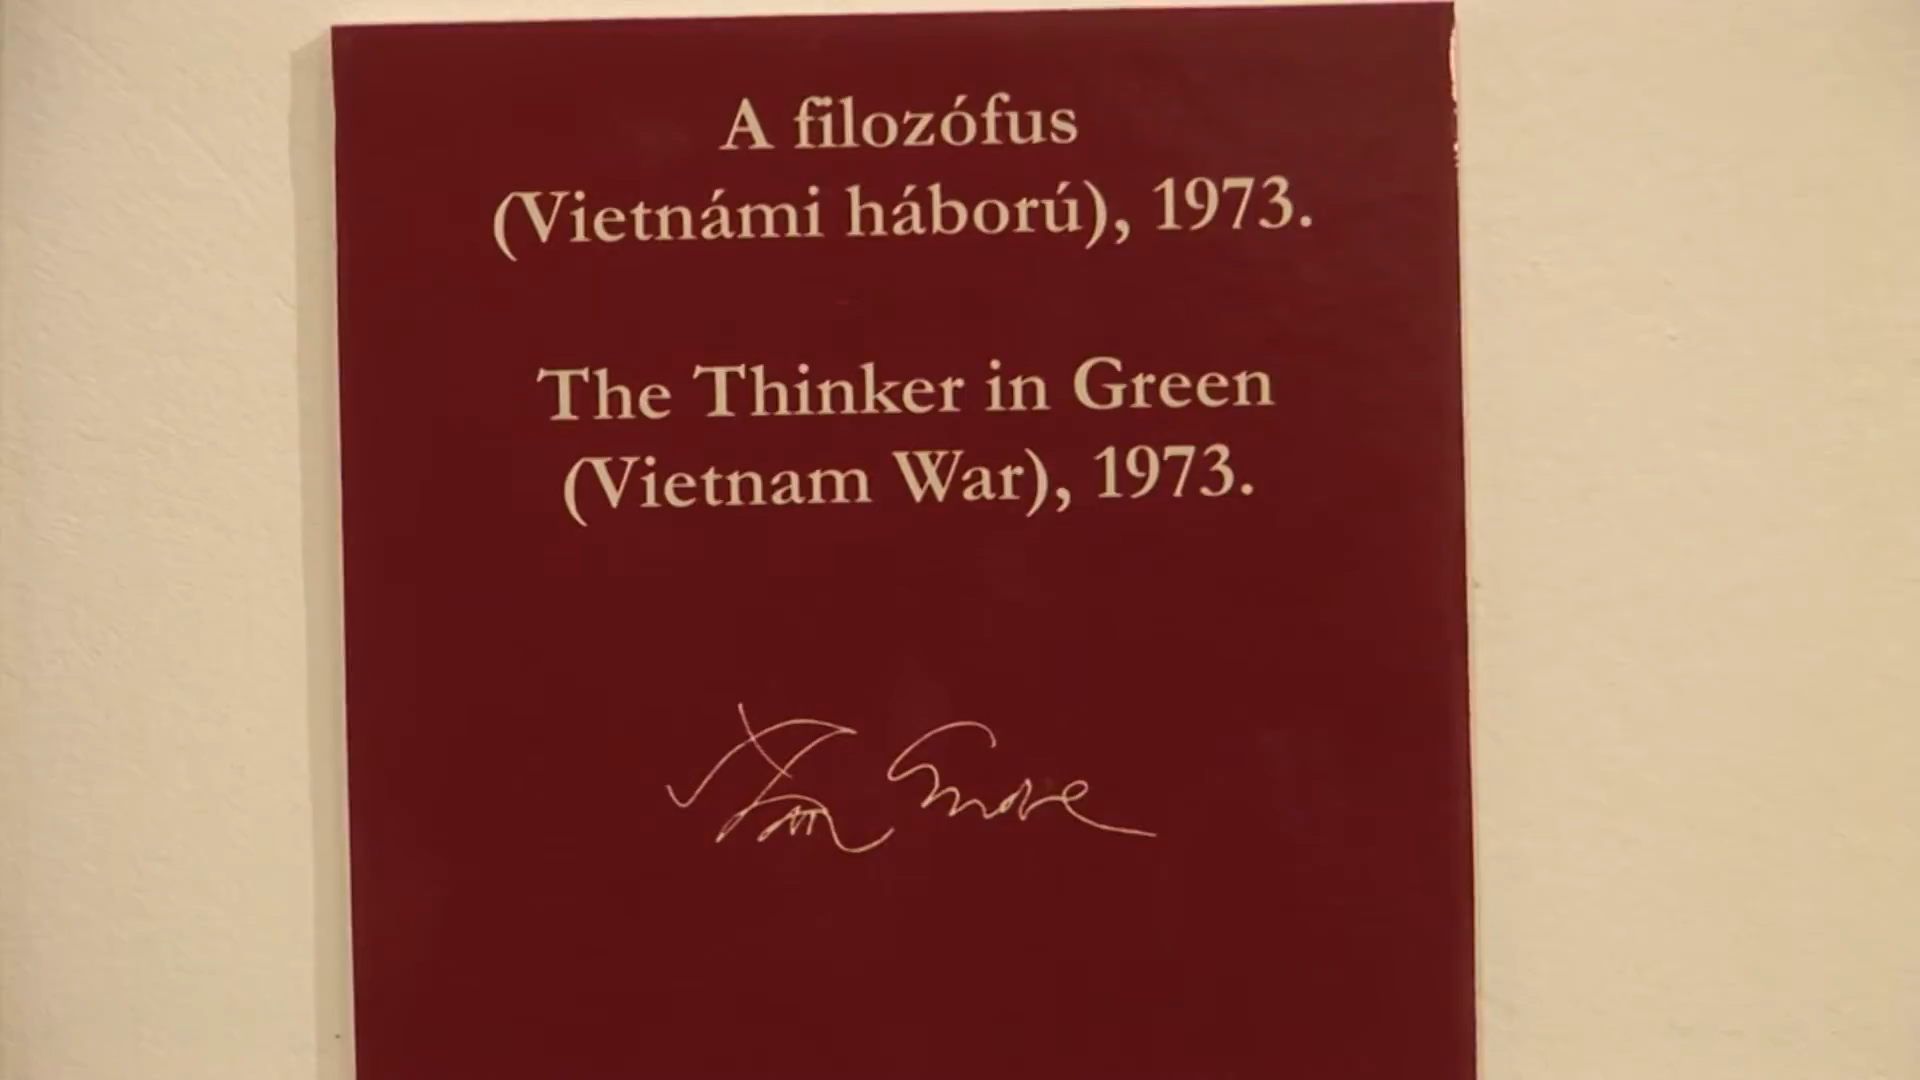 A filozófus
(Vietnámi háború), 1973.
The Thinker in Green
(Vietnam War), 1973.